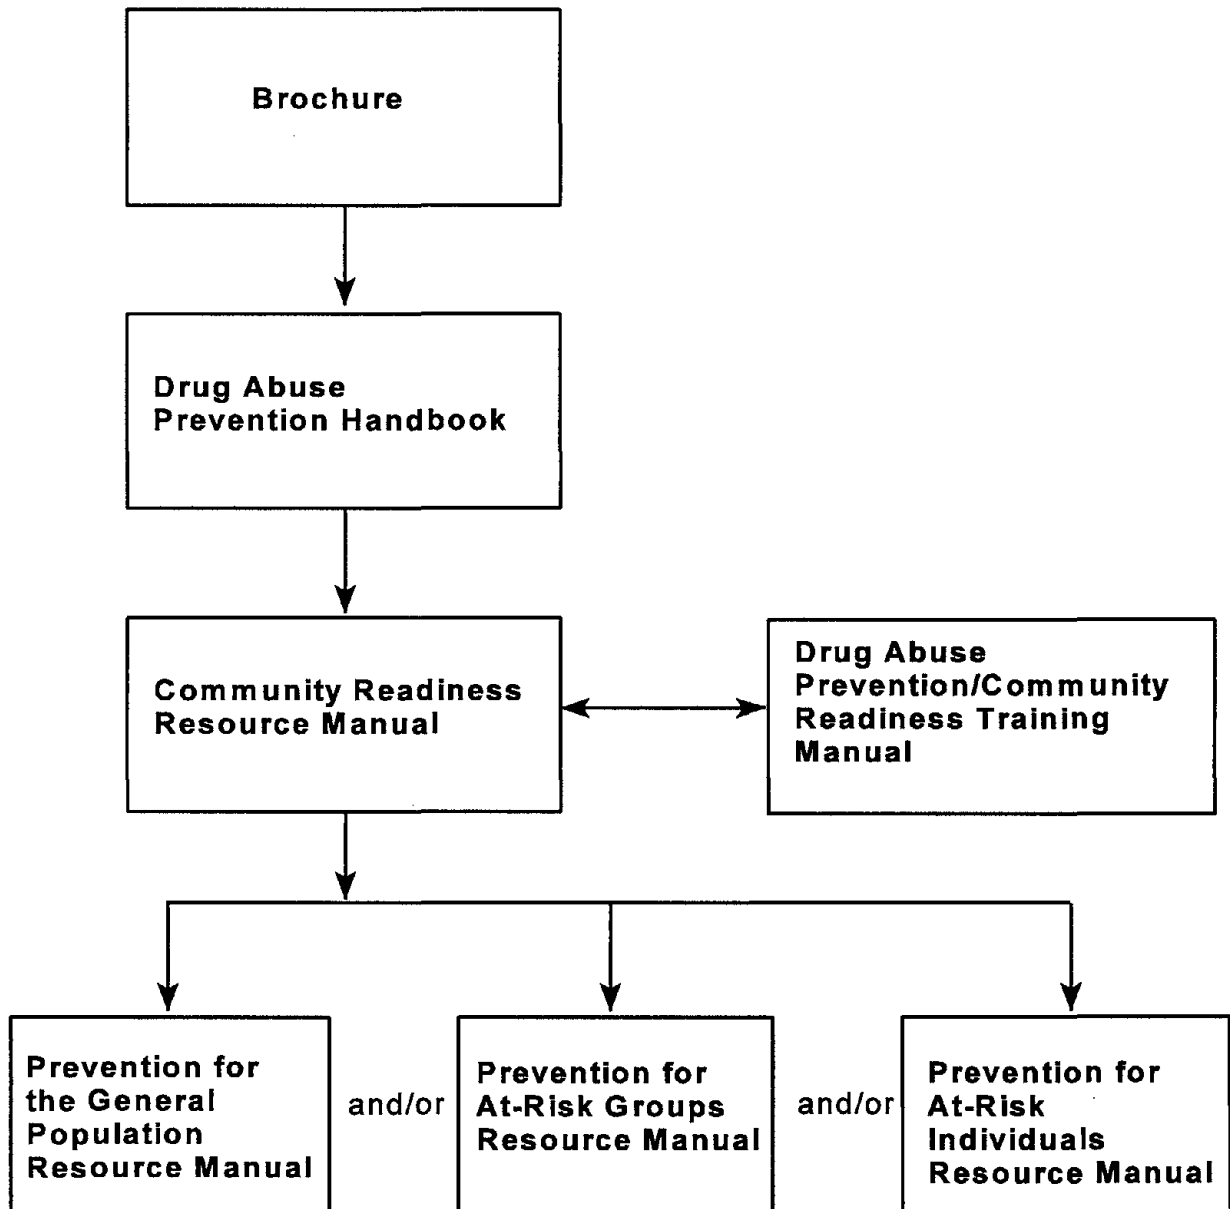 Brochure
Drug Abuse
Prevention Handbook
Community Readiness
Resource Manual
Drug Abuse
Prevention/Community
Readiness Training
Manual
Prevention for
the General
Population
Resource Manual
and/or
Prevention for
At-Risk Groups
Resource Manual
and/or
Prevention for
At-Risk
Individuals
Resource Manual